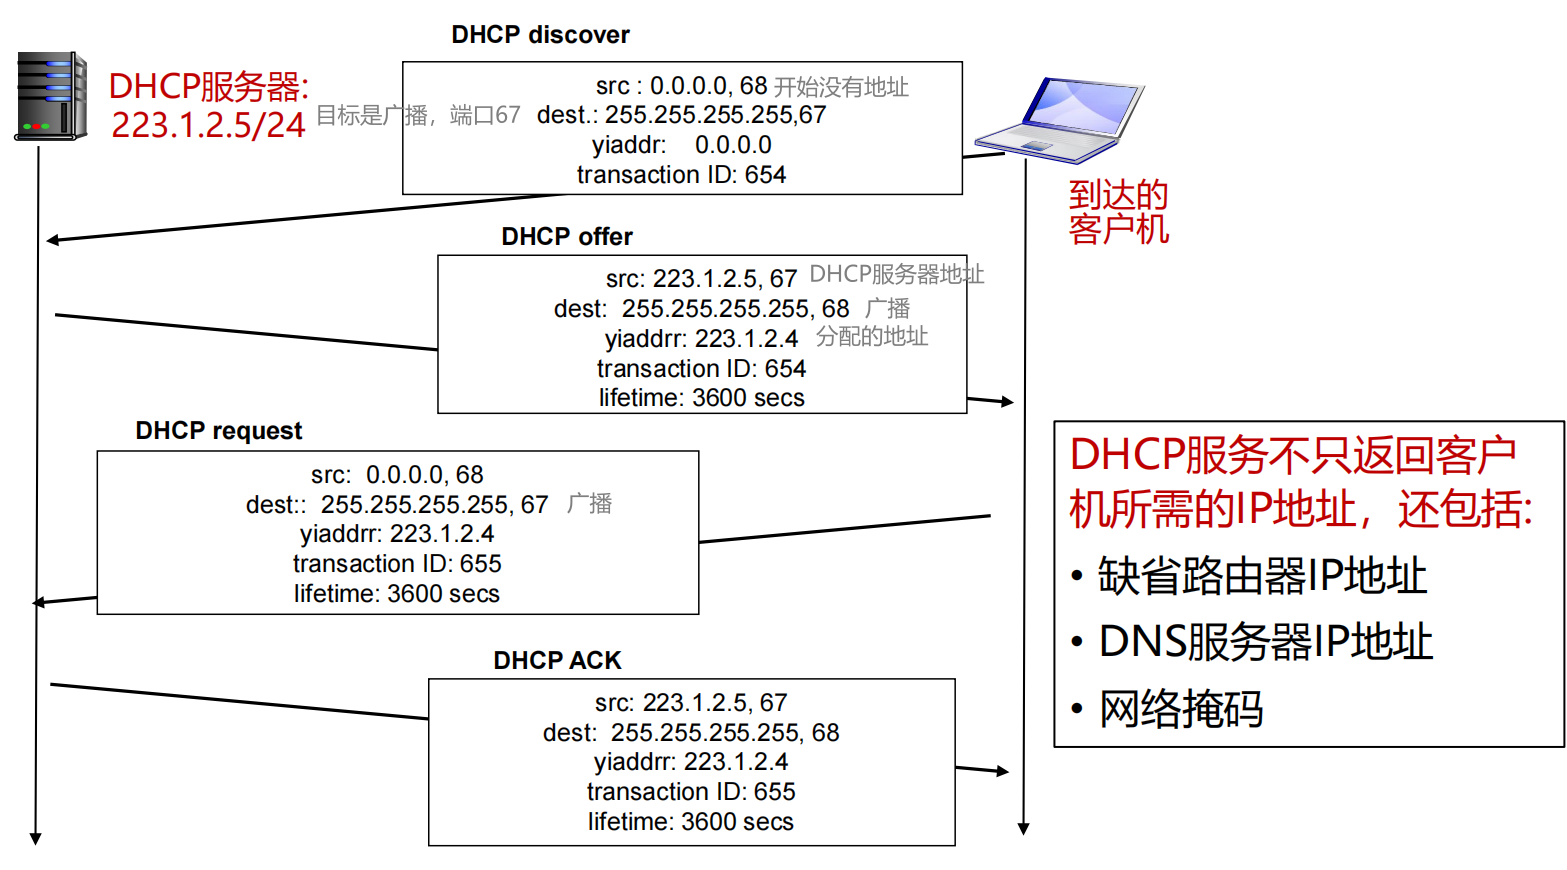 DHCP discover
DHCP服务器:
223.1.2.5/24
src : 0.0.0.0, 68 开始没有地址
目标是广播，端口67 dest.: 255.255.255.255,67
yiaddr: 0.0.0.0
transaction ID: 654
到达的
客户机
DHCP offer
src: 223.1.2.5, 67 DHCP服务器地址
dest: 255.255.255.255, 68 广播
yiaddrr: 223.1.2.4 分配的地址
transaction ID: 654
lifetime: 3600 secs
DHCP request
src: 0.0.0.0, 68
dest:: 255.255.255.255, 67 广播
yiaddrr: 223.1.2.4
transaction ID: 655
lifetime: 3600 secs
DHCP服务不只返回客户
机所需的IP地址，还包括:
• 缺省路由器IP地址
• DNS服务器IP地址
• 网络掩码
DHCP ACK
src: 223.1.2.5, 67
dest: 255.255.255.255, 68
yiaddrr: 223.1.2.4
transaction ID: 655
lifetime: 3600 secs